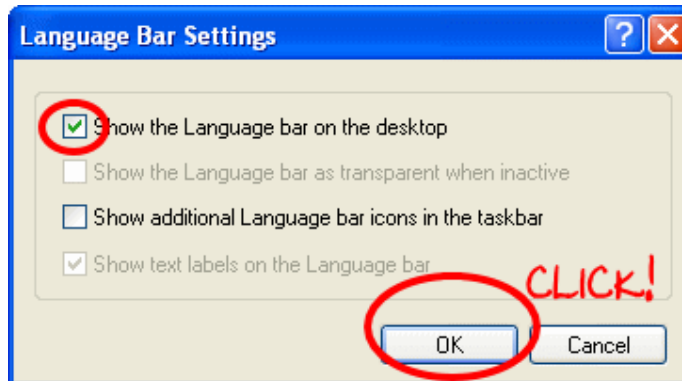 Language Bar Settings
Show the Language bar on the desktop
Show the Language bar as transparent when inactive
Show additional Language bar icons in the taskbar
Show text labels on the Language bar
CLICK!
OK
Cancel